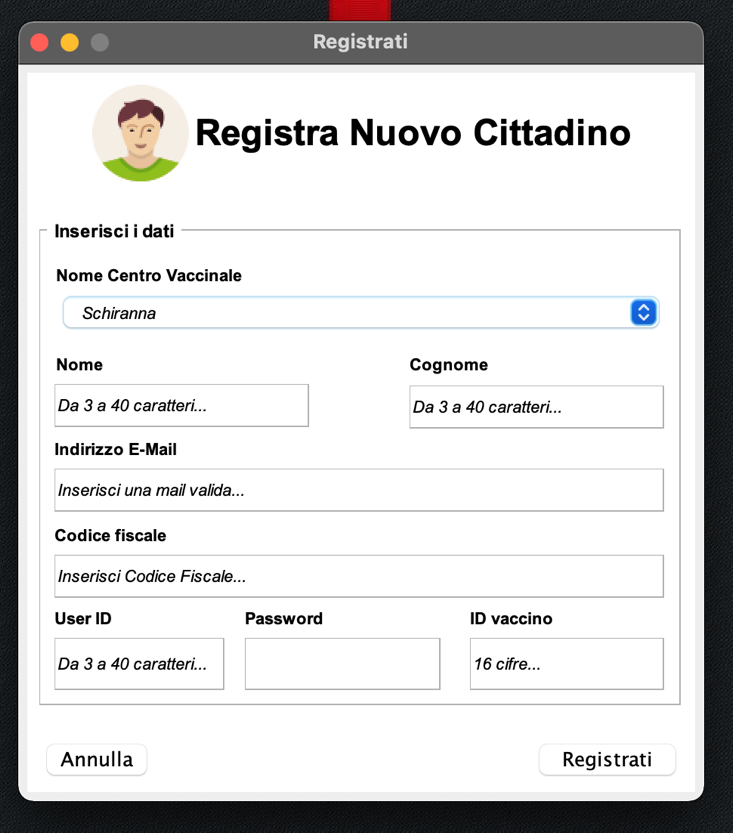 Registrati
Registra Nuovo Cittadino
Inserisci i dati
Nome Centro Vaccinale
Schiranna
Nome Cognome
Da 3 a 40 caratteri... Da 3 a 40 caratteri...
Indirizzo E-Mail
Inserisci una mail valida...
Codice fiscale
Inserisci Codice Fiscale...
User ID Password ID vaccino
Da 3 a 40 caratteri... 16 cifre...
Annulla Registrati